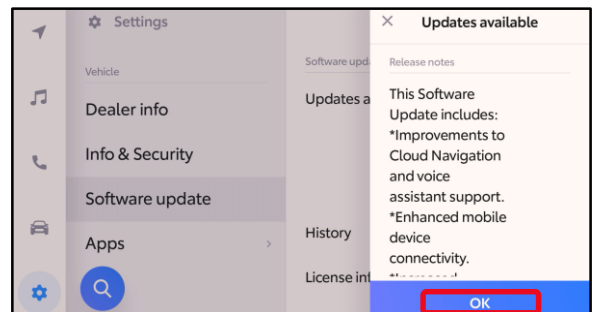 Settings
Vehicle
Dealer info
Info & Security
Software update
Apps
Software upd
Updates a
History
License inf
Updates available
Release notes
This Software
Update includes:
*Improvements to
Cloud Navigation
and voice
assistant support.
*Enhanced mobile
device
connectivity.
OK